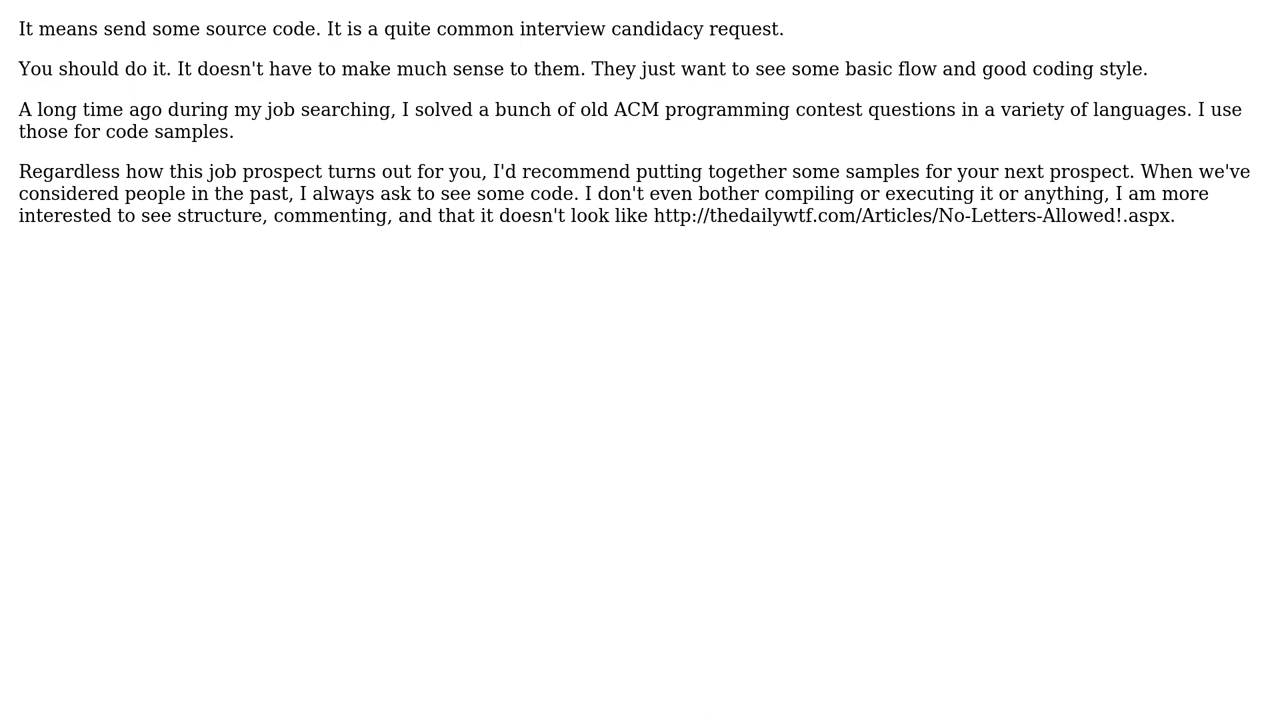 It means send some source code. It is a quite common interview candidacy request.
You should do it. It doesn't have to make much sense to them. They just want to see some basic flow and good coding style.
A long time ago during my job searching, I solved a bunch of old ACM programming contest questions in a variety of languages. I use
those for code samples.
Regardless how this job prospect turns out for you, I'd recommend putting together some samples for your next prospect. When we've
considered people in the past, I always ask to see some code. I don't even bother compiling or executing it or anything, I am more
interested to see structure, commenting, and that it doesn't look like http://thedailywtf.com/Articles/No-Letters-Allowed!.aspx.